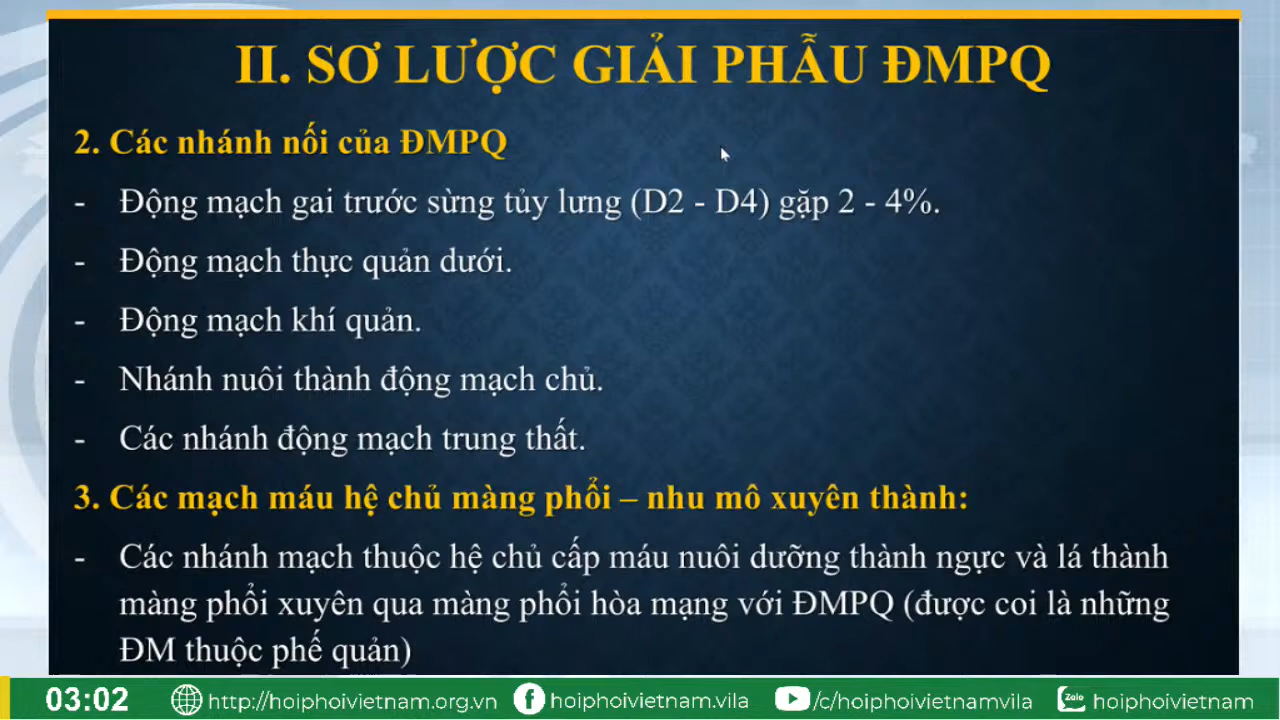 II. SƠ LƯỢC GIẢI PHẪU ĐMPQ
2. Các nhánh nối của ĐMPQ
- Động mạch gai trước sừng tủy lưng (D2 - D4) gặp 2 - 4%.
- Động mạch thực quản dưới.
- Động mạch khí quản.
- Nhánh nuôi thành động mạch chủ.
- Các nhánh động mạch trung thất.
3. Các mạch máu hệ chủ màng phổi – nhu mô xuyên thành:
- Các nhánh mạch thuộc hệ chủ cấp máu nuôi dưỡng thành ngực và lá thành
màng phổi xuyên qua màng phổi hòa mạng với ĐMPQ (được coi là những
ĐM thuộc phế quản)
03:02 http://hoiphoivietnam.org.vn hoiphoivietnam.vila /c/hoiphoivietnamvila Zalo hoiphoivietnam